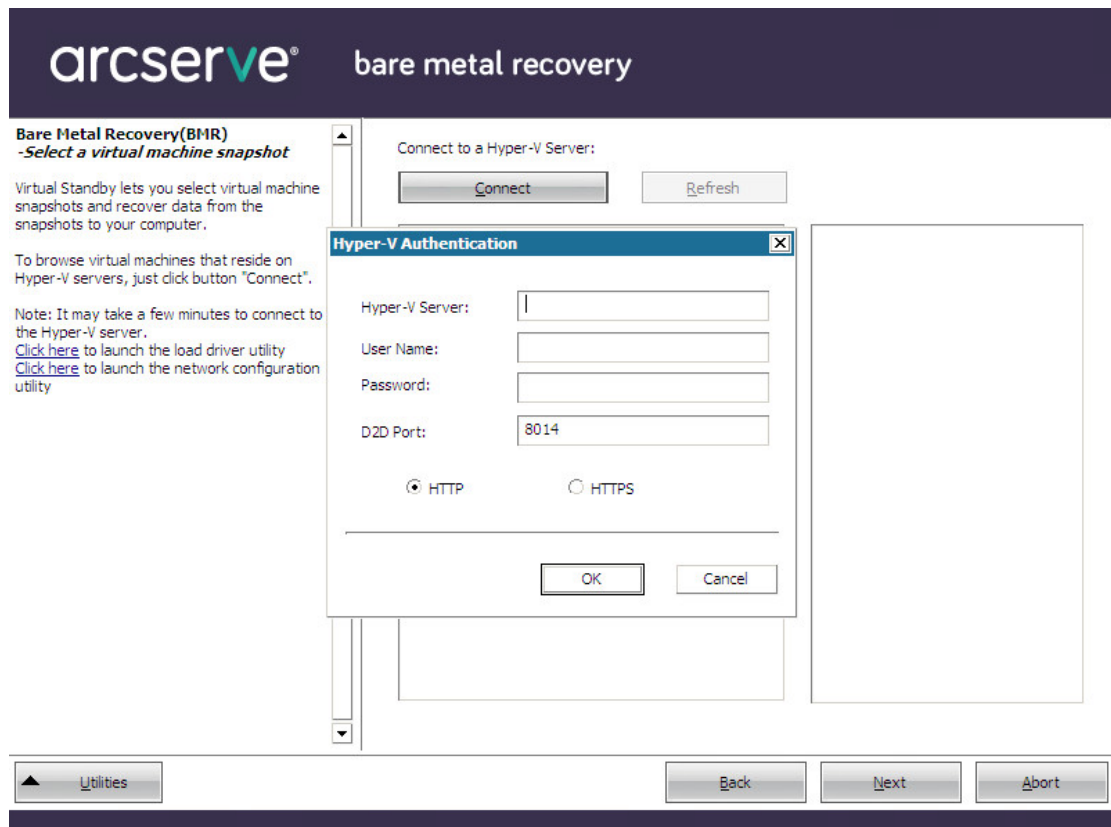 arcserve®
bare metal recovery
Bare Metal Recovery(BMR)
-Select a virtual machine snapshot
Virtual Standby lets you select virtual machine
snapshots and recover data from the
snapshots to your computer.
To browse virtual machines that reside on
Hyper-V servers, just click button "Connect".
Note: It may take a few minutes to connect to
the Hyper-V server.
Click here to launch the load driver utility
Click here to launch the network configuration
utility
Connect to a Hyper-V Server:
Connect
Refresh
Hyper-V Authentication
Hyper-V Server:
User Name:
Password:
D2D Port:
8014
HTTP
HTTPS
OK
Cancel
Utilities
Back
Next
Abort